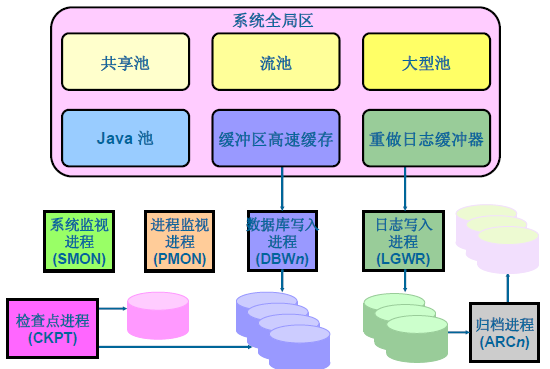 系统全局区
共享池
流池
大型池
Java 池
缓冲区高速缓存
重做日志缓冲器
系统监视
进程
(SMON)
进程监视
进程
(PMON)
数据库写入
进程
(DBWn)
日志写入
进程
(LGWR)
检查点进程
(CKPT)
归档进程
(ARCn)